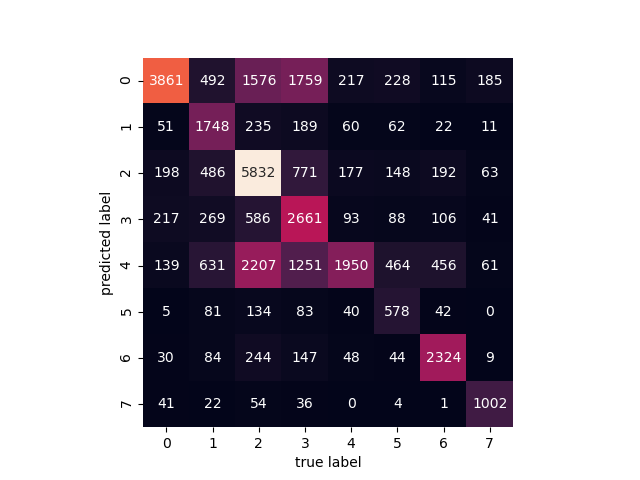 0 3861 492 1576 1759 217 228 115 185
1 51 1748 235 189 60 62 22 11
2 198 486 5832 771 177 148 192 63
3 217 269 586 2661 93 88 106 41
4 139 631 2207 1251 1950 464 456 61
5 5 81 134 83 40 578 42 0
6 30 84 244 147 48 44 2324 9
7 41 22 54 36 0 4 1 1002
0 1 2 3 4 5 6 7
predicted label
true label